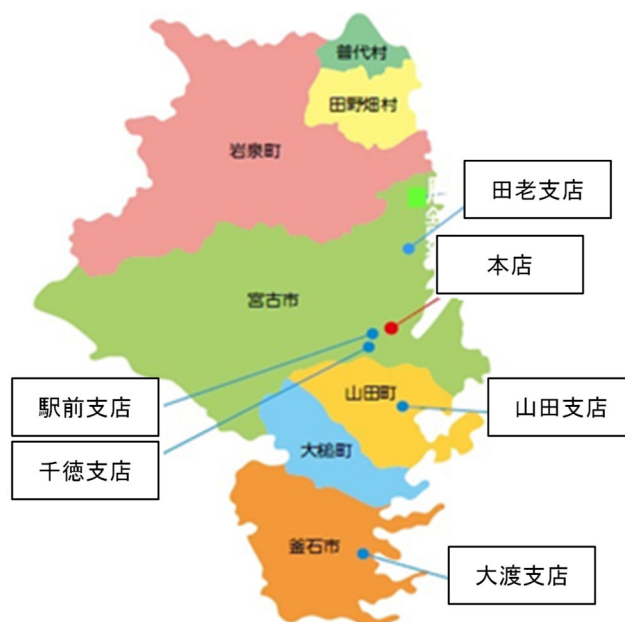 普代村
田野畑村
岩泉町
田老支店
本店
宮古市
駅前支店
山田町
山田支店
千徳支店
大槌町
釜石市
大渡支店